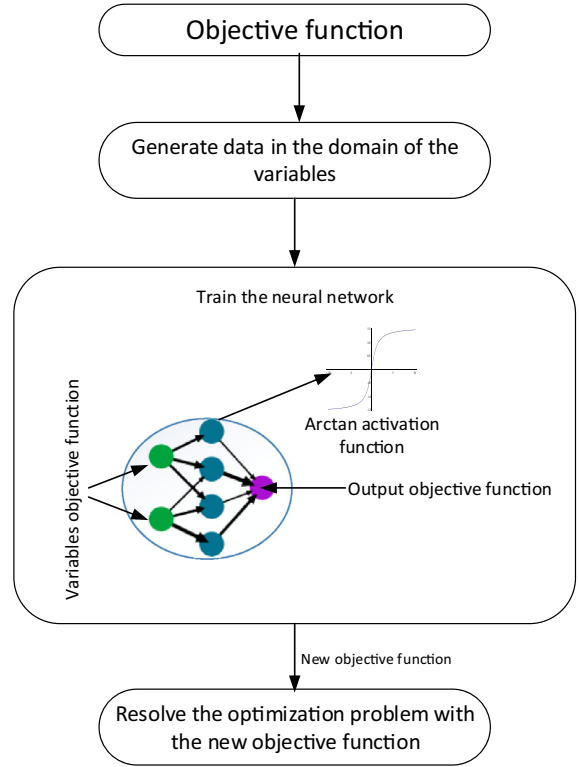 Objective function
Generate data in the domain of the
variables
Train the neural network
Arctan activation
function
Variables objective function
Output objective function
New objective function
Resolve the optimization problem with
the new objective function